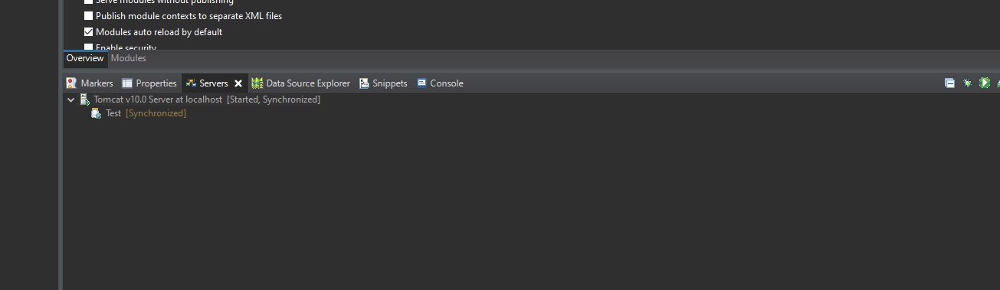 Serve modules without publishing
Publish module contexts to separate XML files
Modules auto reload by default
Enable security
Overview Modules
Markers Properties Servers Data Source Explorer Snippets Console
Tomcat v10.0 Server at localhost [Started, Synchronized]
Test [Synchronized]